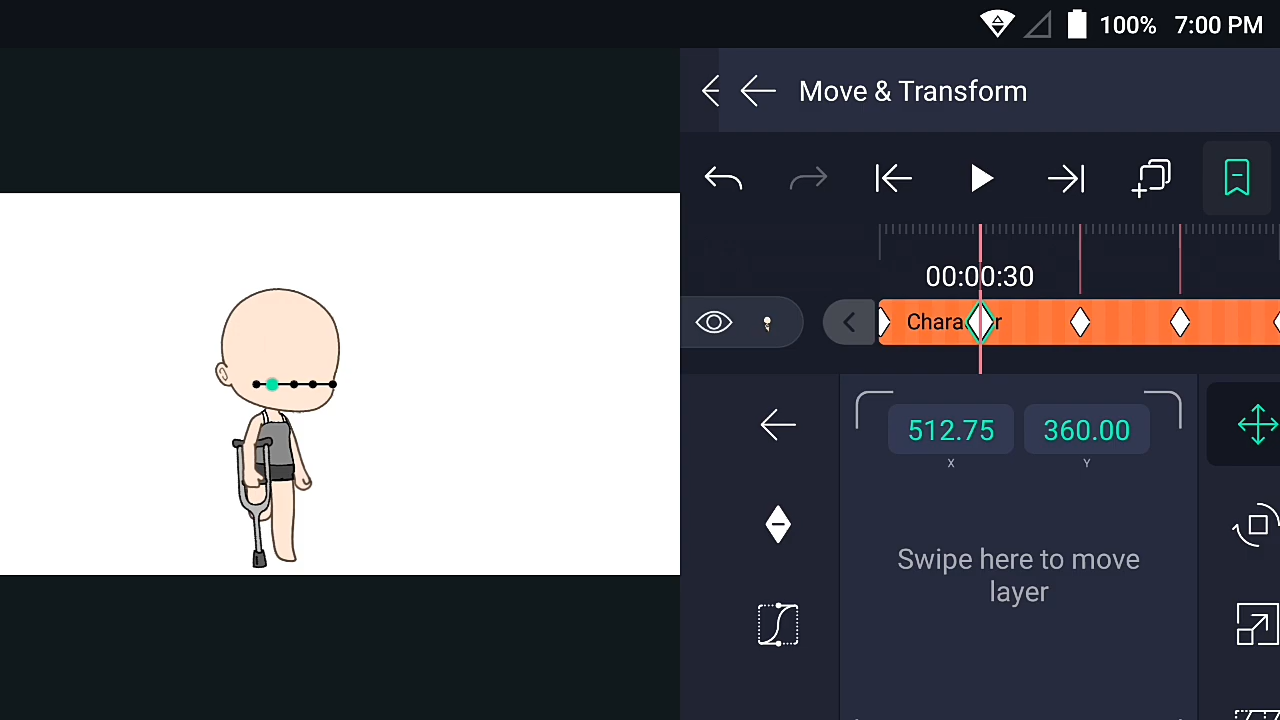 100% 7:00 PM
Move & Transform
00:00:30
Chara r
512.75 360.00
X Y
Swipe here to move
layer